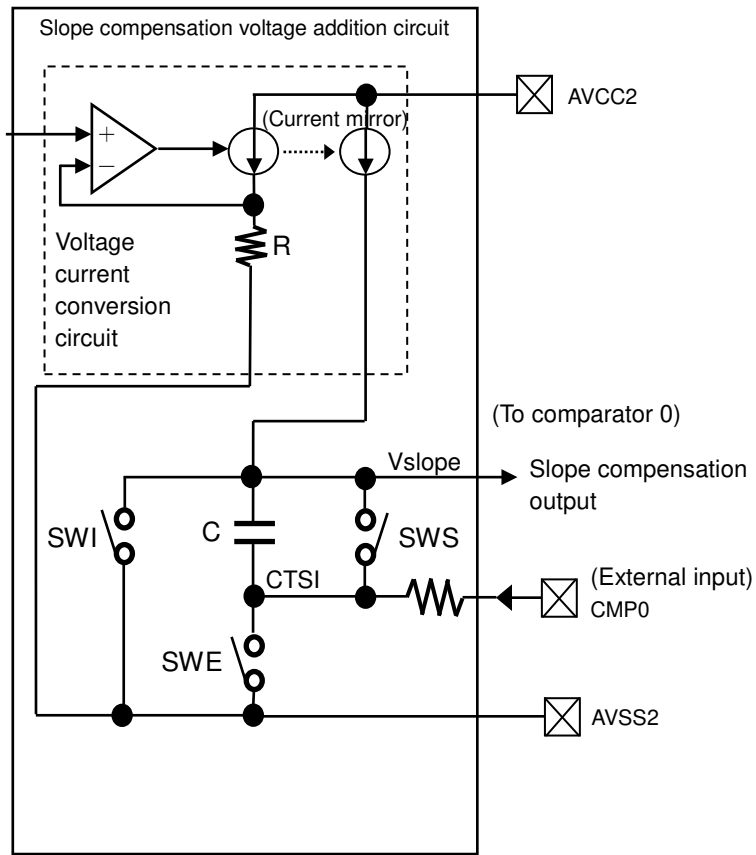 Slope compensation voltage addition circuit
AVCC2
(Current mirror)
+
−
R
Voltage
current
conversion
circuit
(To comparator 0)
Vslope
Slope compensation
output
SWI
C
SWS
CTSI
(External input)
CMP0
SWE
AVSS2